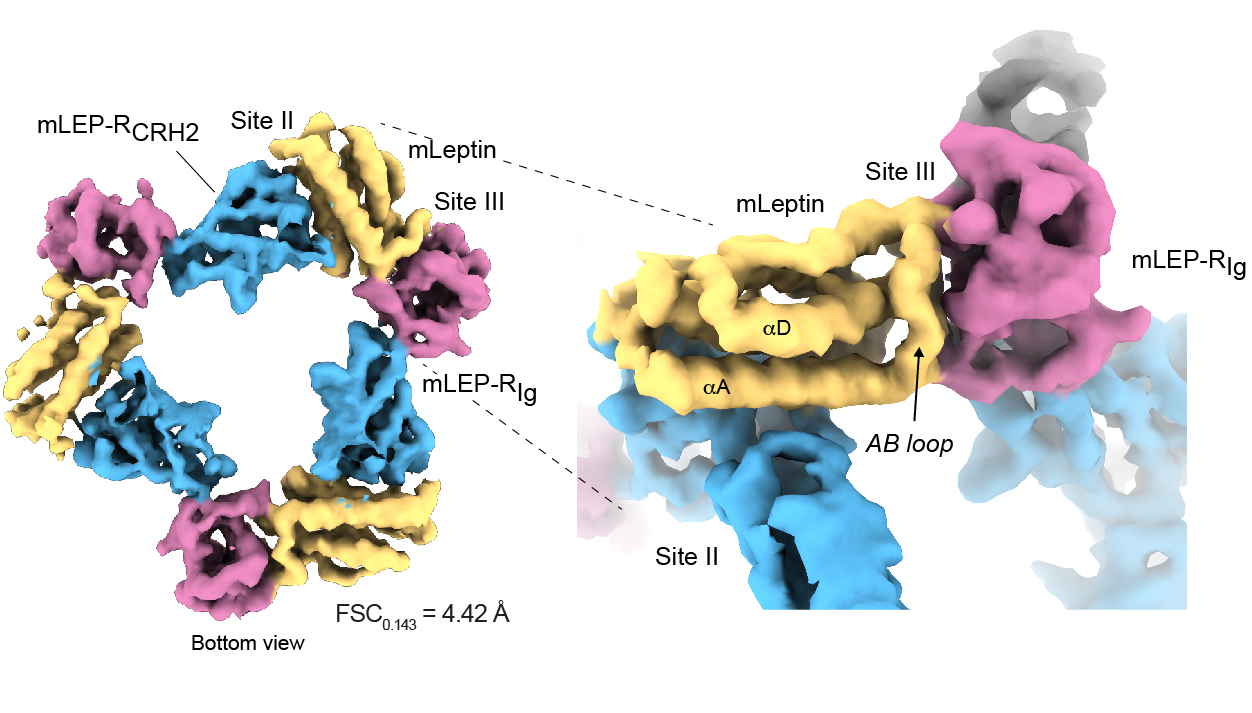 mLEP-RCRH2
Site II
mLeptin
Site III
mLEP-RIg
FSC0.143 = 4.42 Å
Bottom view
Site III
mLeptin
mLEP-RIg
αD
αA
AB loop
Site II